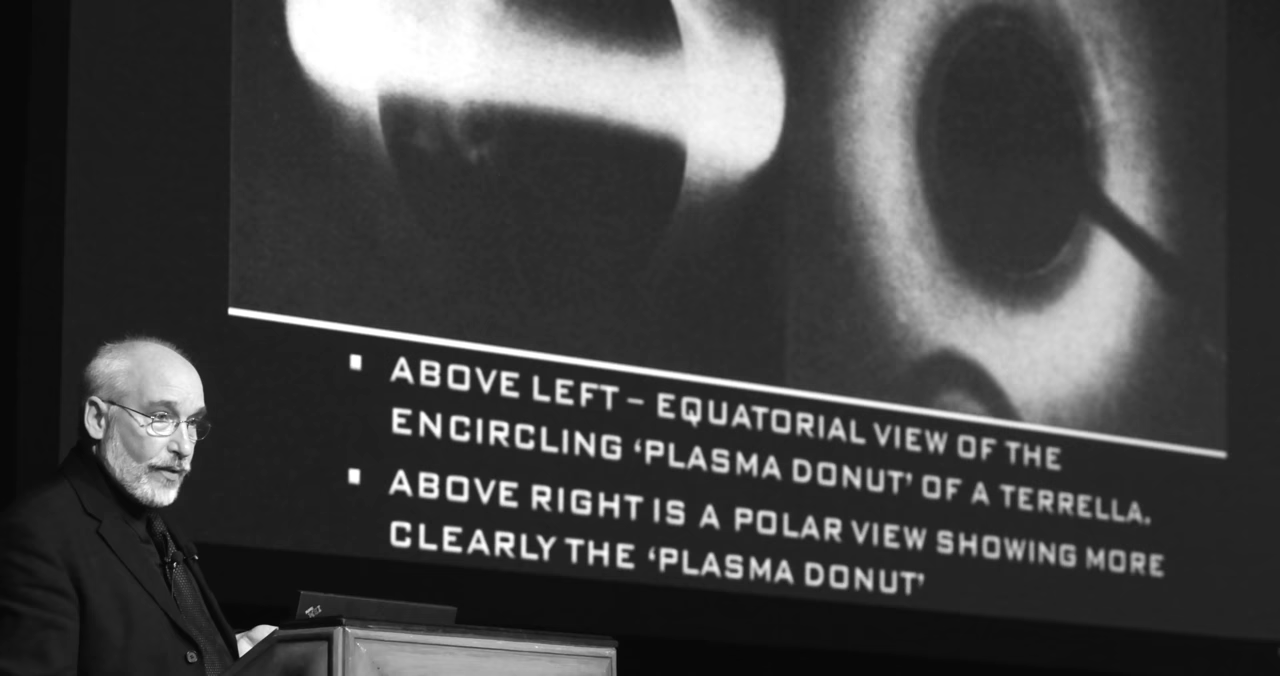 ABOVE LEFT – EQUATORIAL VIEW OF THE
ENCIRCLING ‘PLASMA DONUT’ OF A TERRELLA.
ABOVE RIGHT IS A POLAR VIEW SHOWING MORE
CLEARLY THE ‘PLASMA DONUT’